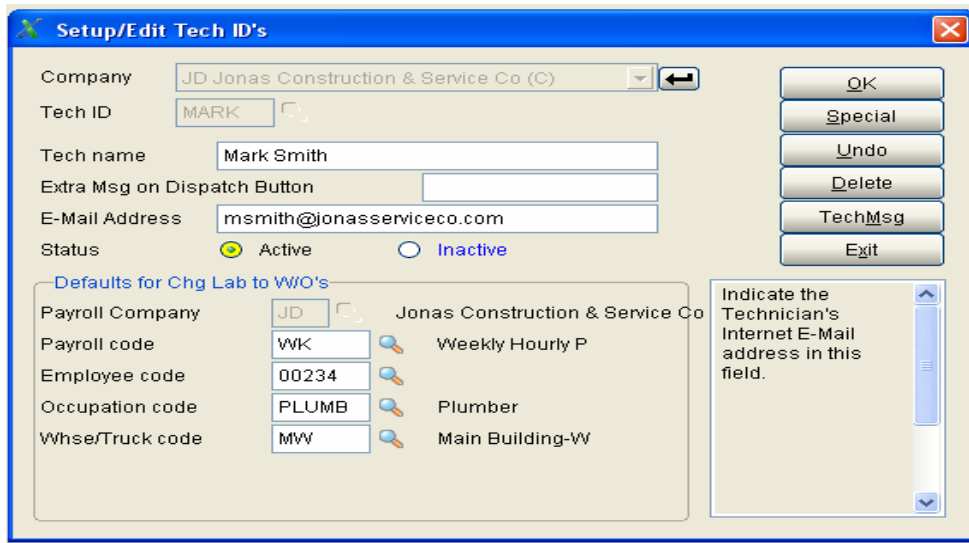 Setup/Edit Tech ID's
Company JD Jonas Construction & Service Co (C)
Tech ID MARK
Tech name Mark Smith
Extra Msg on Dispatch Button
E-Mail Address msmith@jonasserviceco.com
Status Active Inactive
Defaults for Chg Lab to W/O's
Payroll Company JD Jonas Construction & Service Co
Payroll code WK Weekly Hourly P
Employee code 00234
Occupation code PLUMB Plumber
Whse/Truck code MW Main Building-W
OK
Special
Undo
Delete
TechMsg
Exit
Indicate the
Technician's
Internet E-Mail
address in this
field.